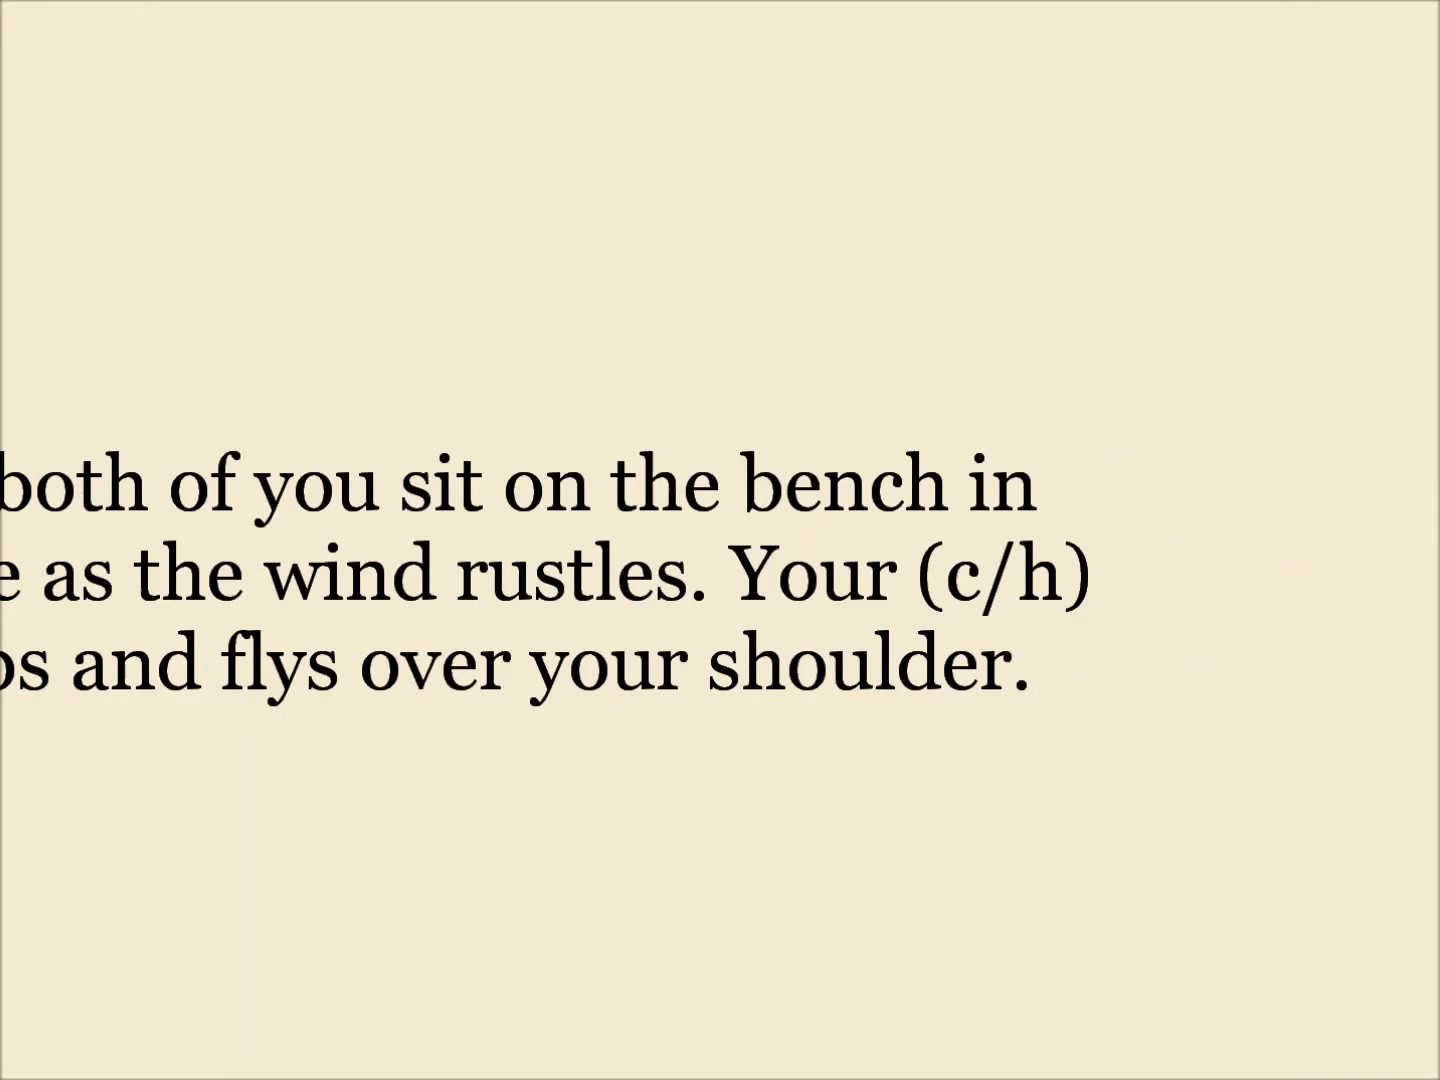 both of you sit on the bench in
as the wind rustles. Your (c/h)
and flys over your shoulder.